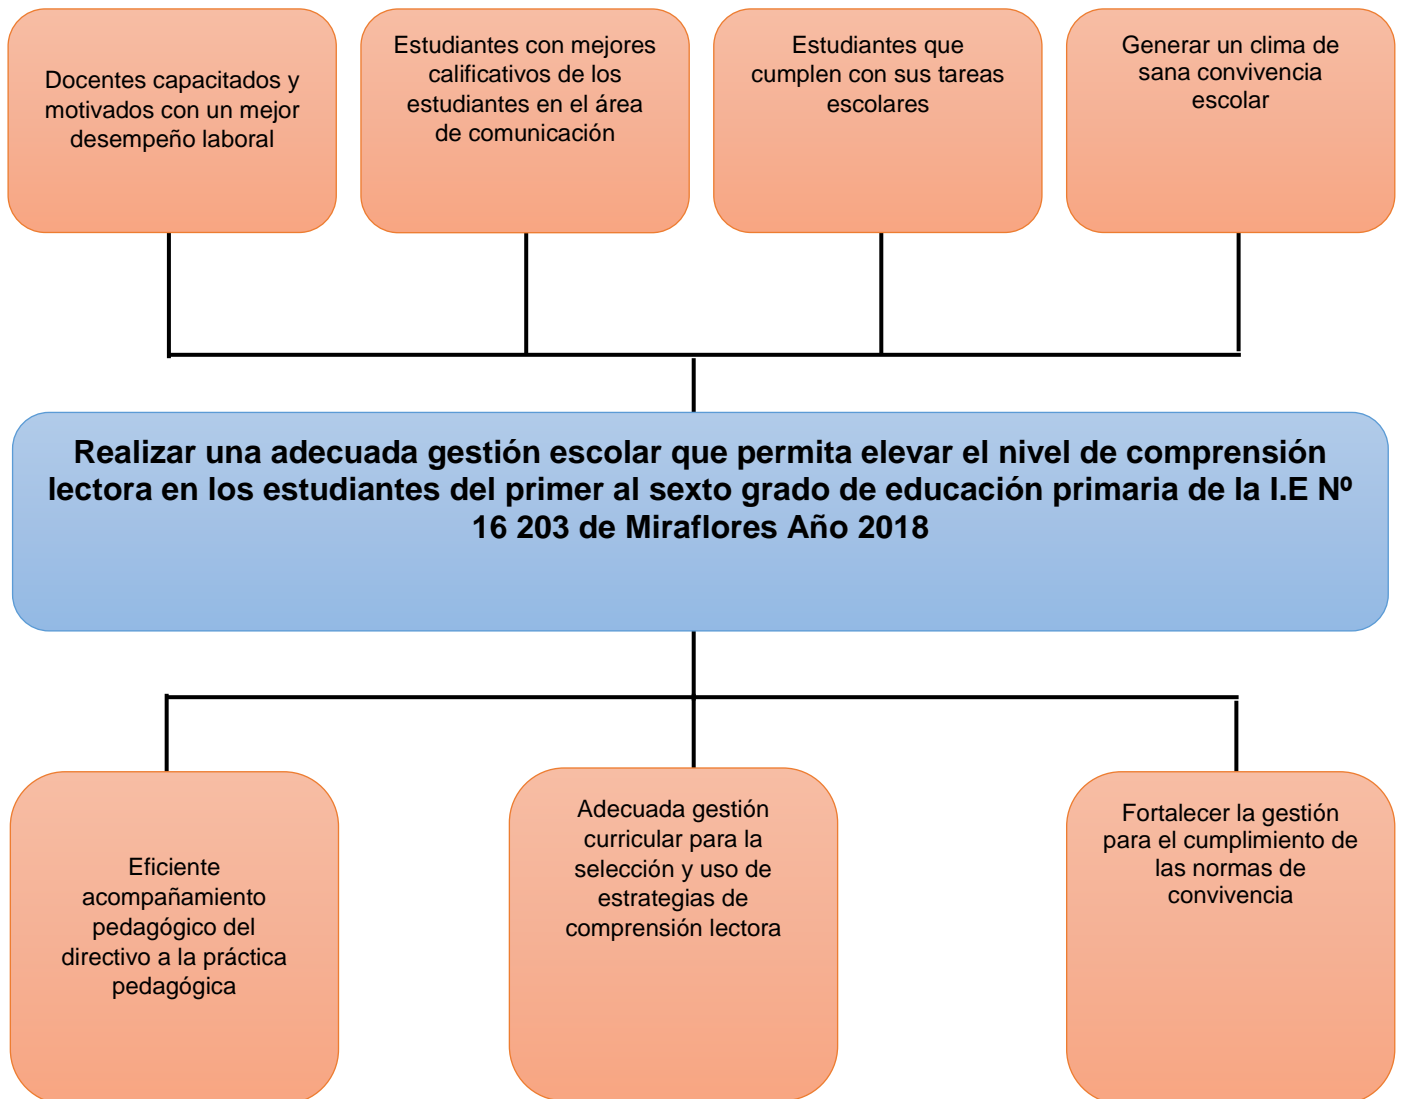 Docentes capacitados y
motivados con un mejor
desempeño laboral
Estudiantes con mejores
calificativos de los
estudiantes en el área
de comunicación
Estudiantes que
cumplen con sus tareas
escolares
Generar un clima de
sana convivencia
escolar
Realizar una adecuada gestión escolar que permita elevar el nivel de comprensión
lectora en los estudiantes del primer al sexto grado de educación primaria de la I.E Nº
16 203 de Miraflores Año 2018
Eficiente
acompañamiento
pedagógico del
directivo a la práctica
pedagógica
Adecuada gestión
curricular para la
selección y uso de
estrategias de
comprensión lectora
Fortalecer la gestión
para el cumplimiento de
las normas de
convivencia